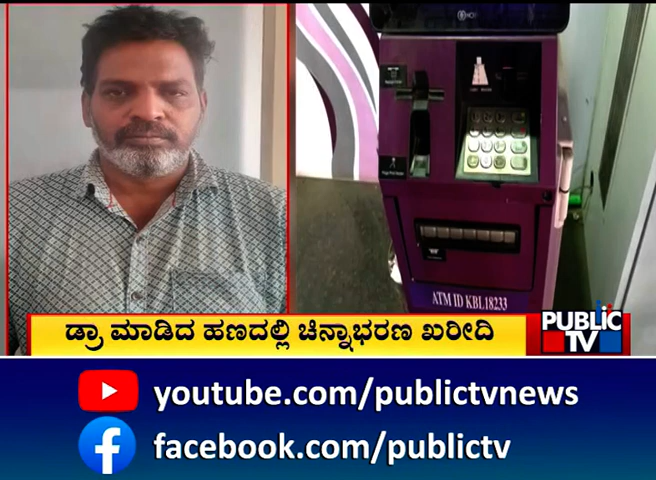 ATM ID KBL18233
ಡ್ರಾ ಮಾಡಿದ ಹಣದಲ್ಲಿ ಚಿನ್ನಾಭರಣ ಖರೀದಿ
PUBLIC
TV
youtube.com/publictvnews
facebook.com/publictv